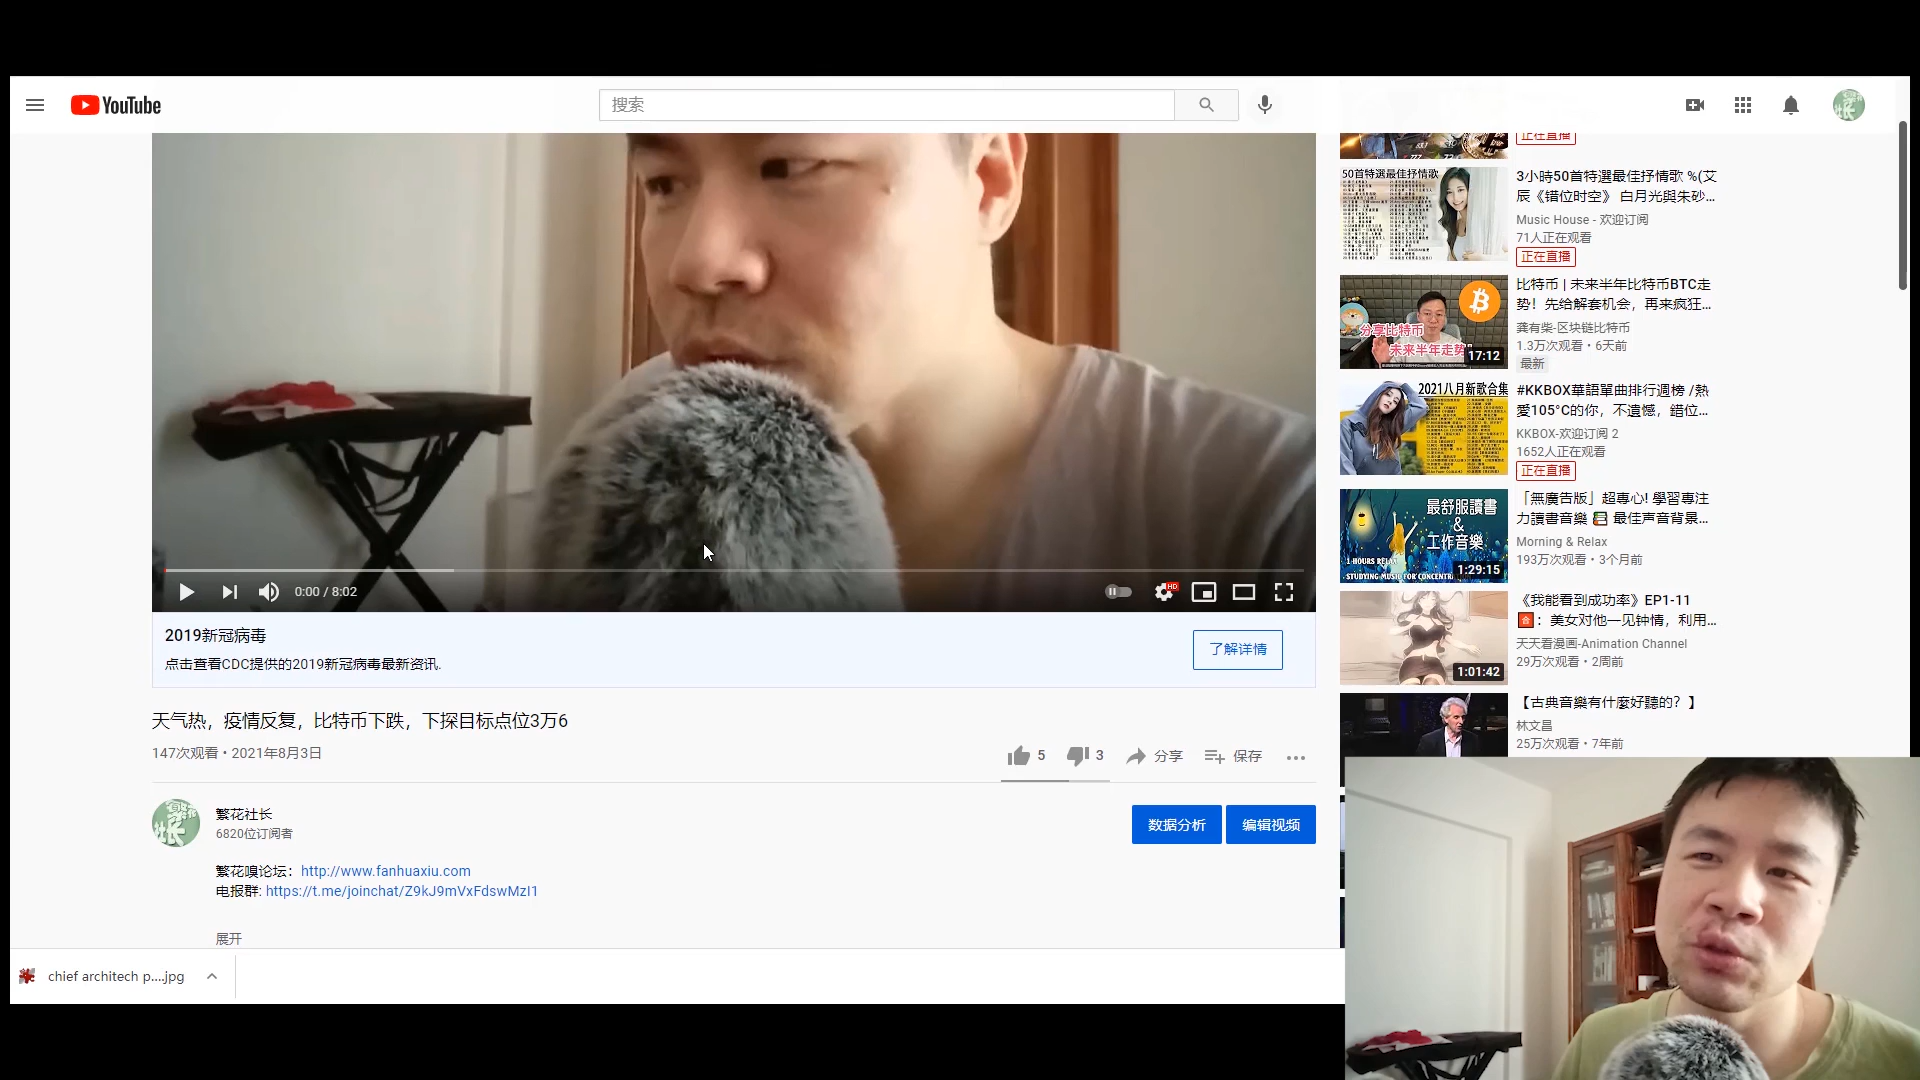 YouTube
搜索
0:00 / 8:02
HD
2019新冠病毒
点击查看CDC提供的2019新冠病毒最新资讯.
了解详情
天气热，疫情反复，比特币下跌，下探目标点位3万6
147次观看 • 2021年8月3日
5
3
分享
保存
繁花社长
6820位订阅者
数据分析
编辑视频
繁花嗅论坛：http://www.fanhuaxiu.com
电报群: https://t.me/joinchat/Z9kJ9mVxFdswMzI1
展开
chief architech p....jpg
正在直播
50首特選最佳抒情歌
3小時50首特選最佳抒情歌 %(艾
辰《错位时空》 白月光與朱砂...
Music House - 欢迎订阅
71人正在观看
正在直播
分享比特币
未来半年走势
17:12
比特币 | 未来半年比特币BTC走
势！先给解套机会，再来疯狂...
龚有柴-区块链比特币
1.3万次观看 • 6天前
最新
2021八月新歌合集
#KKBOX華語單曲排行週榜 /熱
愛105°C的你，不遺憾，錯位...
KKBOX-欢迎订阅 2
1652人正在观看
正在直播
最舒服讀書
&
工作音樂
1:29:15
「無廣告版」超專心! 學習專注
力讀書音樂 最佳声音背景...
Morning & Relax
193万次观看 • 3个月前
1:01:42
《我能看到成功率》EP1-11
：美女对他一见钟情，利用...
天天看漫画-Animation Channel
29万次观看 • 2周前
【古典音樂有什麼好聽的？】
林文昌
25万次观看 • 7年前